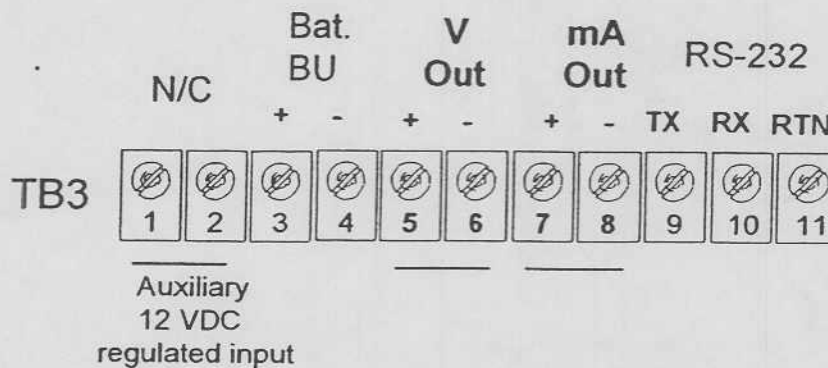 Bat. V mA
BU Out Out RS-232
N/C
+ - + - + - TX RX RTN
TB3
1 2 3 4 5 6 7 8 9 10 11
Auxiliary
12 VDC
regulated input